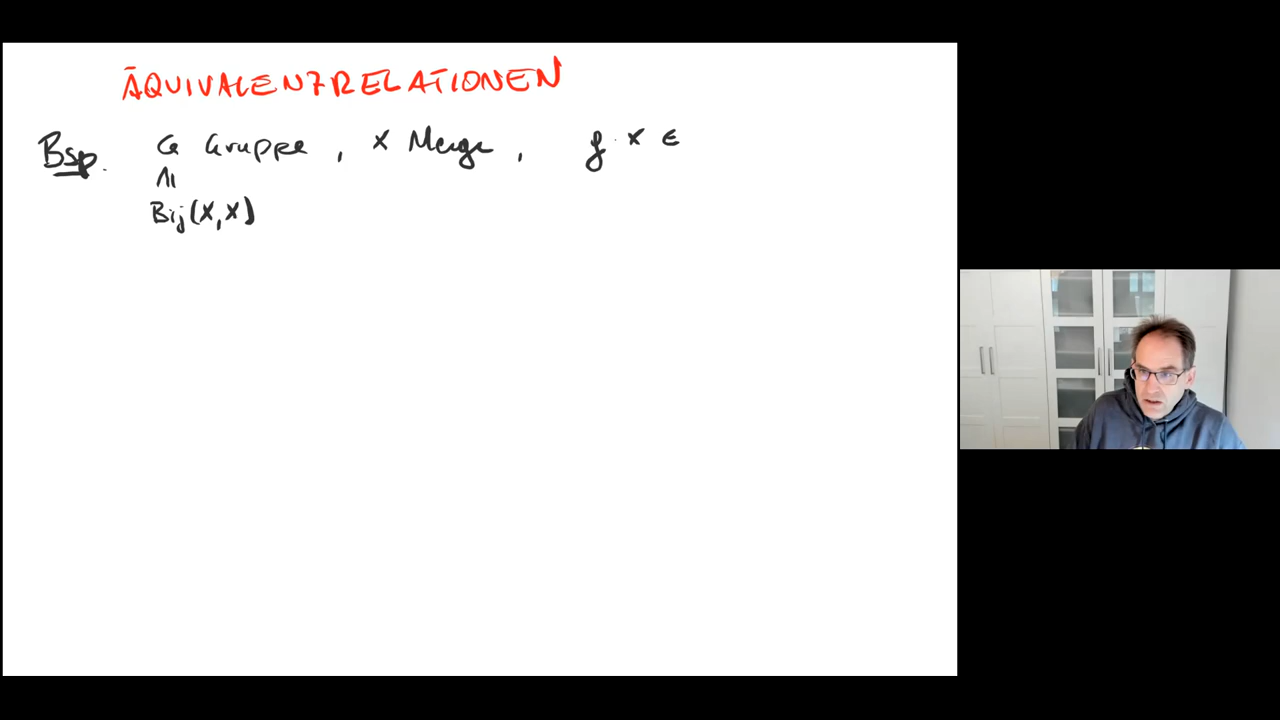 ÄQUIVALENZRELATIONEN
Bsp. G Gruppe, X Menge, g · x ∈
∧|
Bij(X,X)